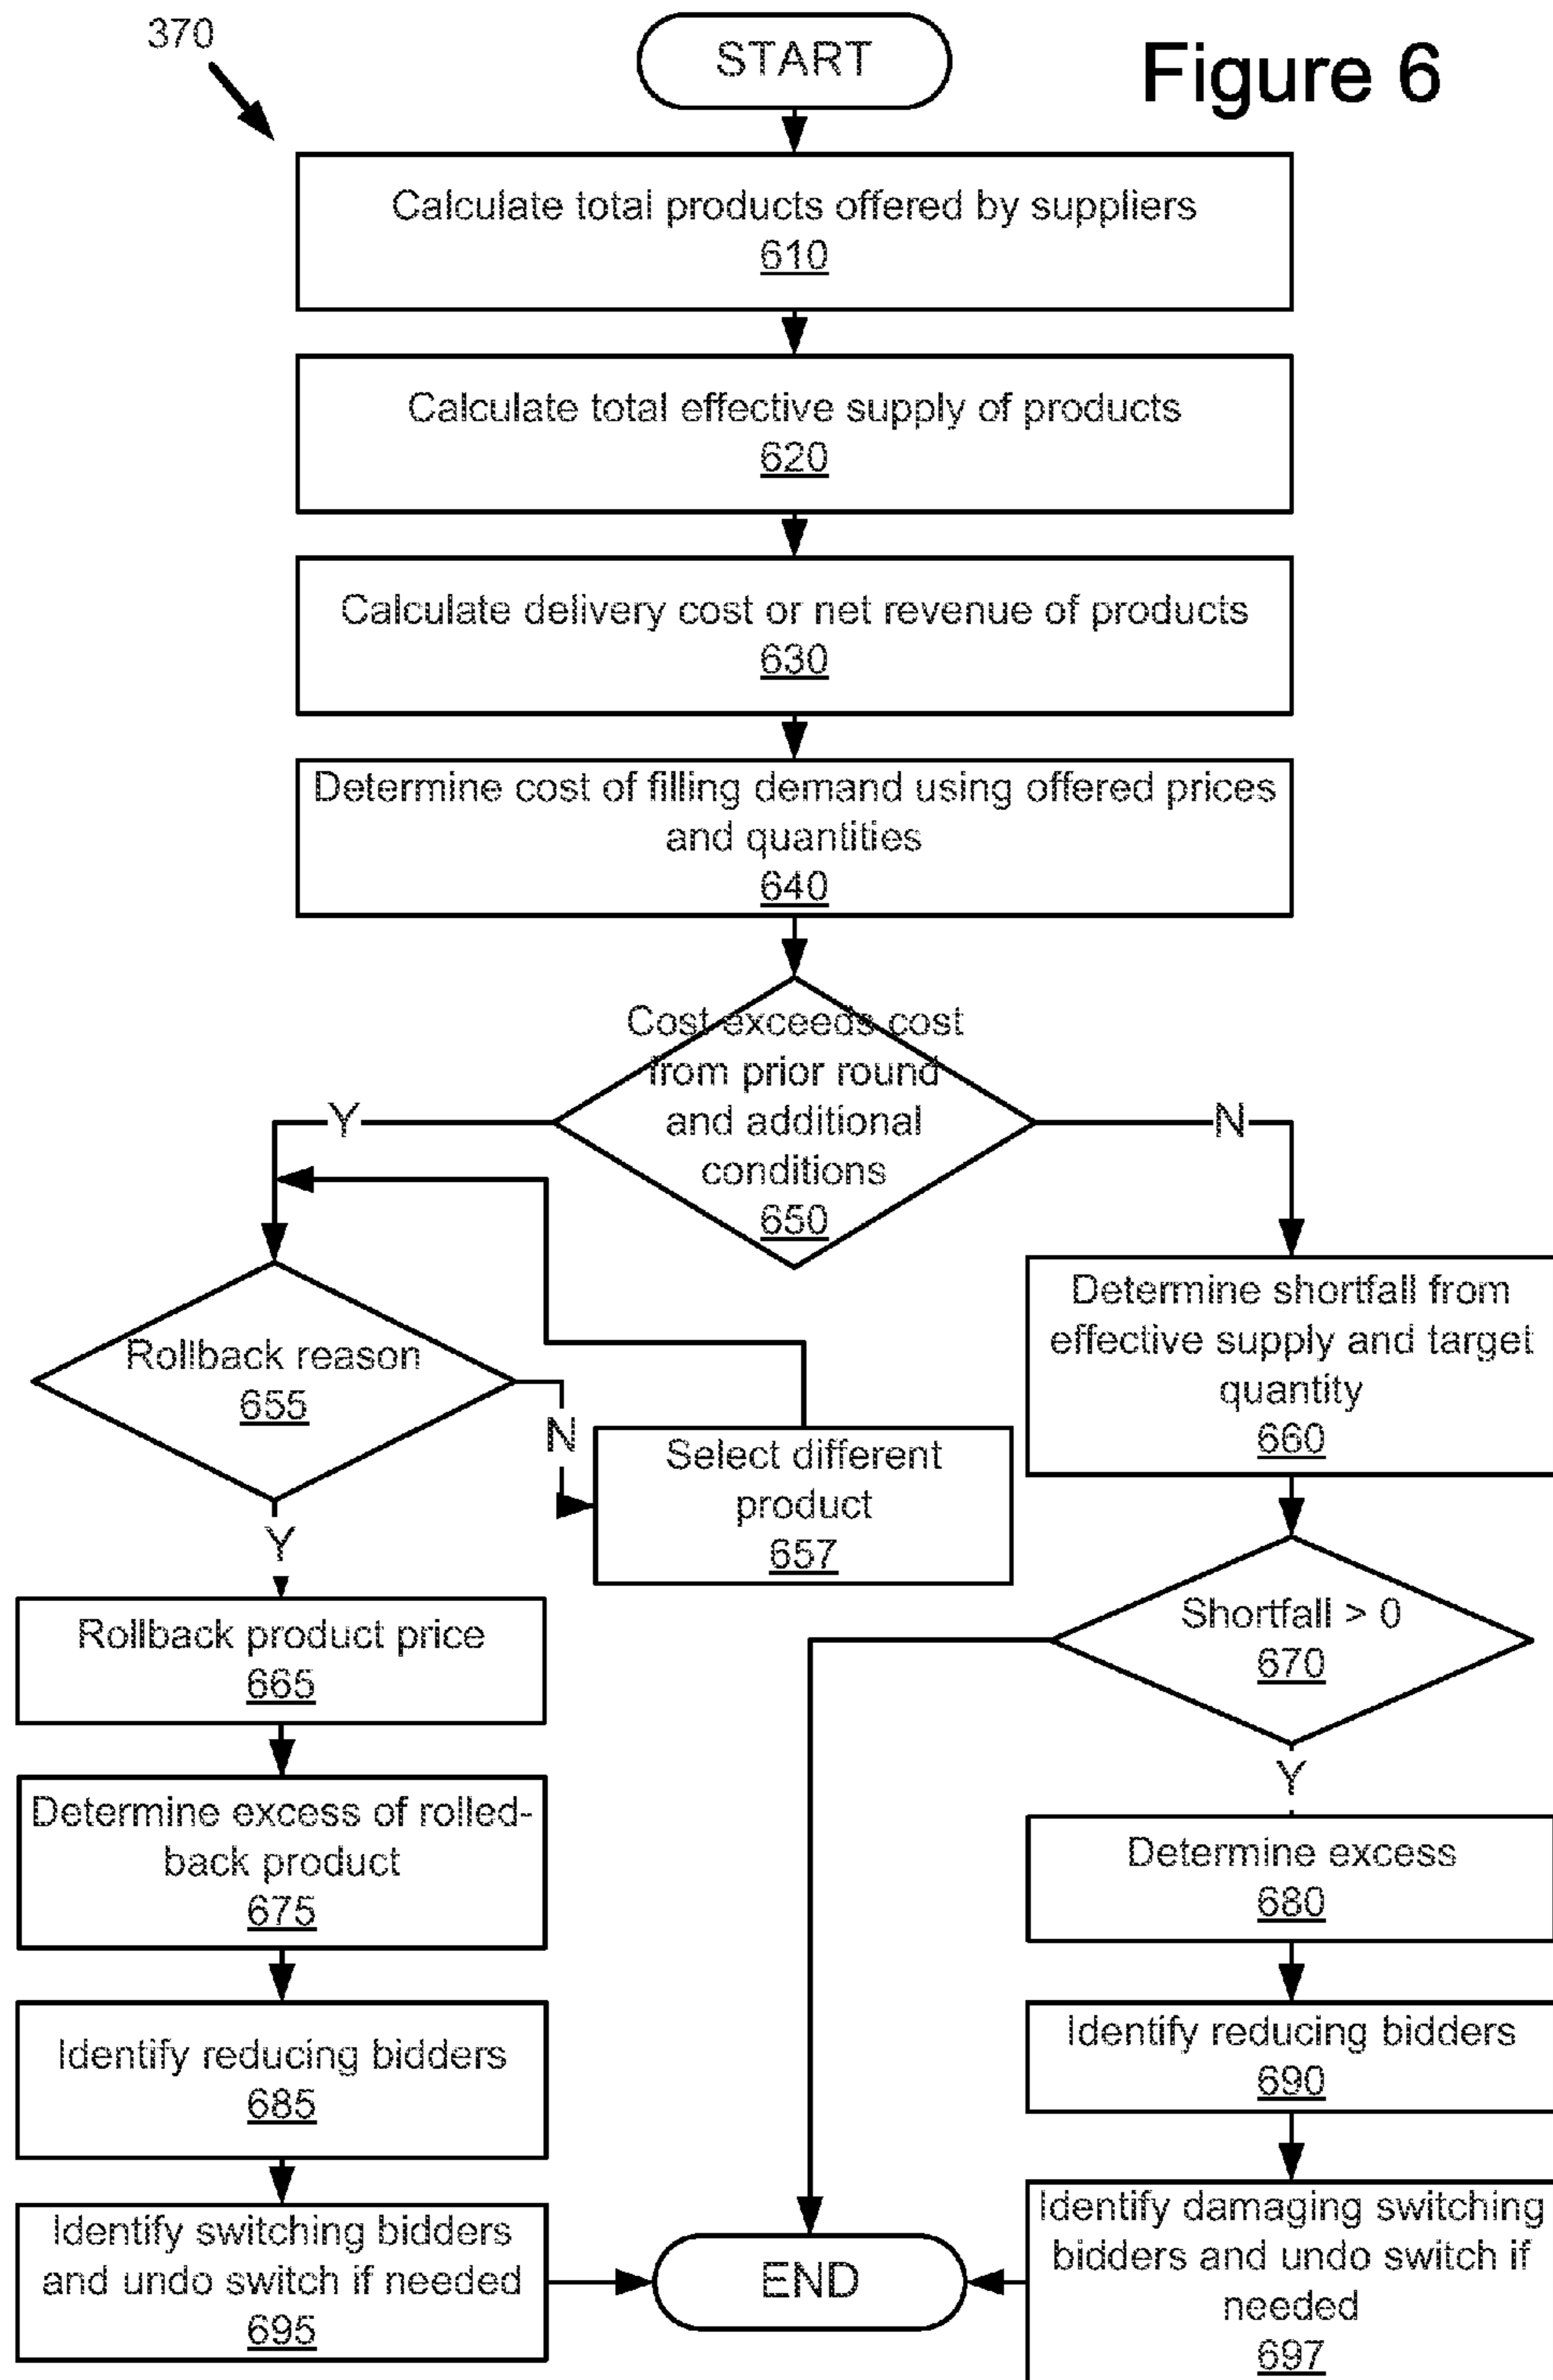 370
START
Figure 6
Calculate total products offered by suppliers
610
Calculate total effective supply of products
620
Calculate delivery cost or net revenue of products
630
Determine cost of filling demand using offered prices
and quantities
640
Cost exceeds cost
from prior round
and additional
conditions
650
Y
N
Rollback reason
655
N
Select different
product
657
Y
Rollback product price
665
Determine excess of rolled-
back product
675
Identify reducing bidders
685
Identify switching bidders
and undo switch if needed
695
Determine shortfall from
effective supply and target
quantity
660
Shortfall > 0
670
Y
Determine excess
680
Identify reducing bidders
690
Identify damaging switching
bidders and undo switch if
needed
697
END